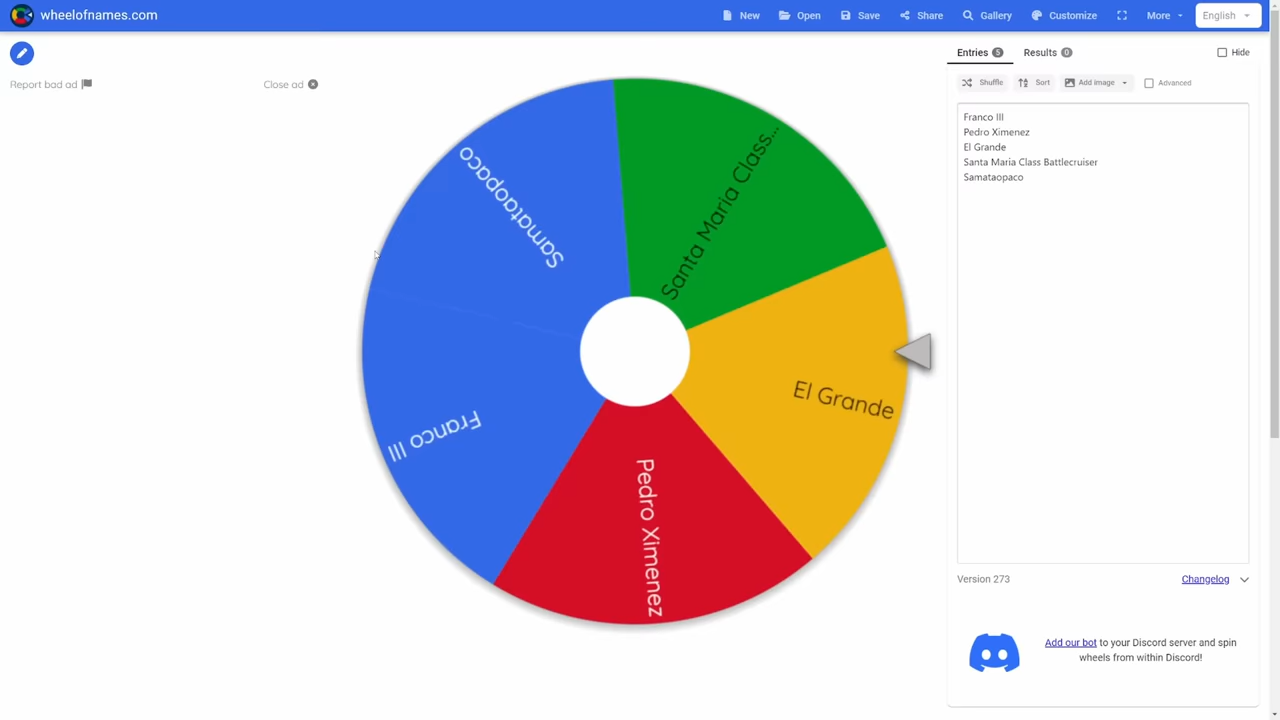 wheelofnames.com
New
Open
Save
Share
Gallery
Customize
More
English
Report bad ad
Close ad
Entries 5
Results 0
Hide
Shuffle
Sort
Add image
Advanced
Franco III
Pedro Ximenez
El Grande
Santa Maria Class Battlecruiser
Samataopaco
Samataopaco
Santa Maria Class...
El Grande
Pedro Ximenez
Franco III
Version 273
Changelog
Add our bot to your Discord server and spin
wheels from within Discord!